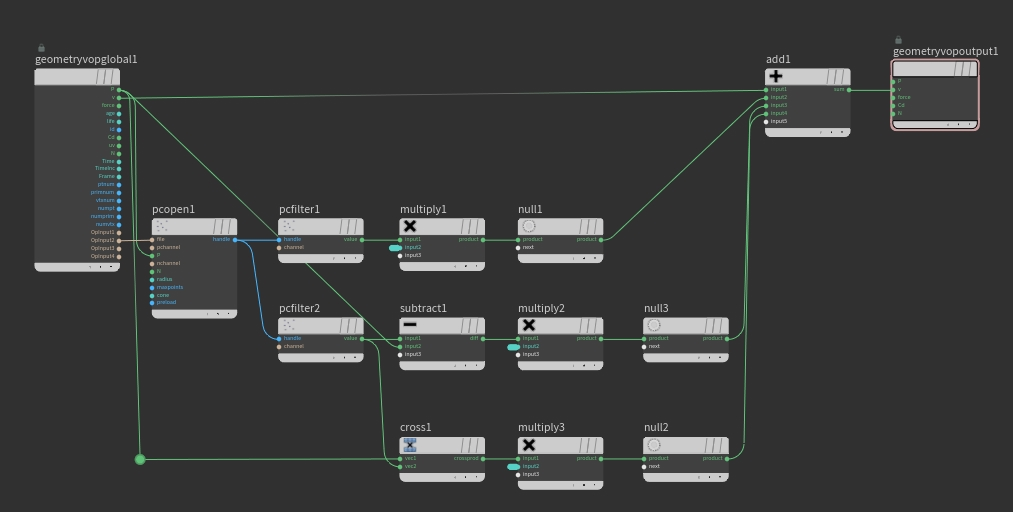 geometryvopglobal1
P
v
force
age
life
id
Cd
uv
N
Time
TimeInc
Frame
ptnum
primnum
vtxnum
numpt
numprim
numvtx
OpInput1
OpInput2
OpInput3
OpInput4
pcopen1
file
handle
pchannel
P
nchannel
N
radius
maxpoints
cone
preload
pcfilter1
handle
value
channel
multiply1
input1
product
input2
input3
null1
product
product
next
pcfilter2
handle
value
channel
subtract1
input1
diff
input2
input3
multiply2
input1
product
input2
input3
null3
product
product
next
cross1
vec1
crossprod
vec2
multiply3
input1
product
input2
input3
null2
product
product
next
add1
input1
sum
input2
input3
input4
input5
geometryvopoutput1
P
v
force
Cd
N